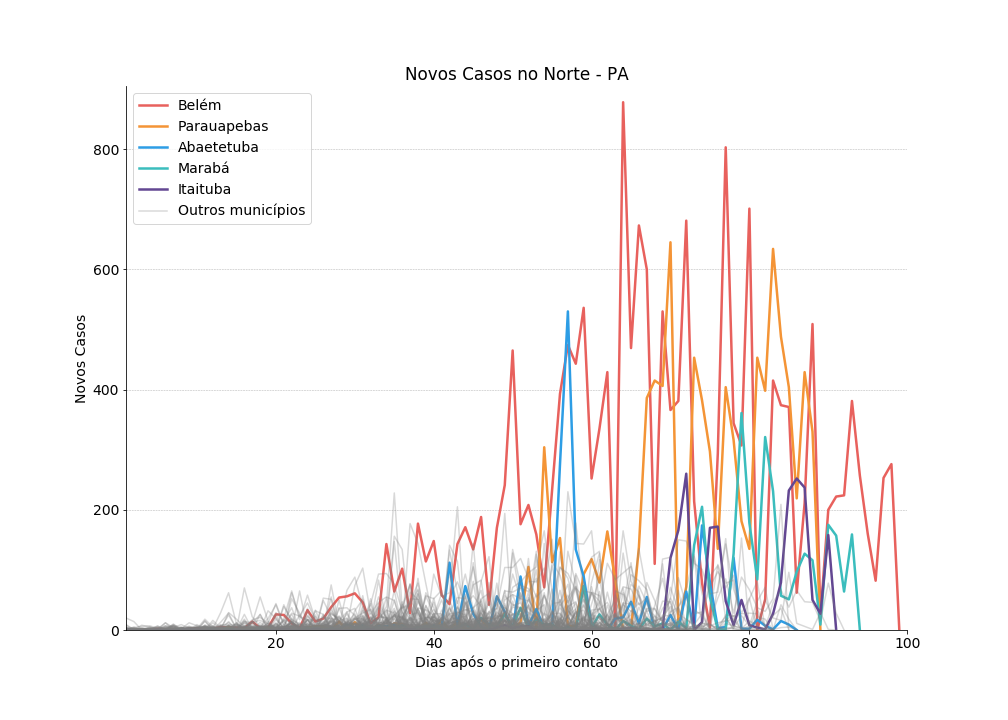 Novos Casos no Norte - PA
Belém
Parauapebas
Abaetetuba
Marabá
Itaituba
Outros municípios
Novos Casos
800
600
400
200
0
20
40
60
80
100
Dias após o primeiro contato